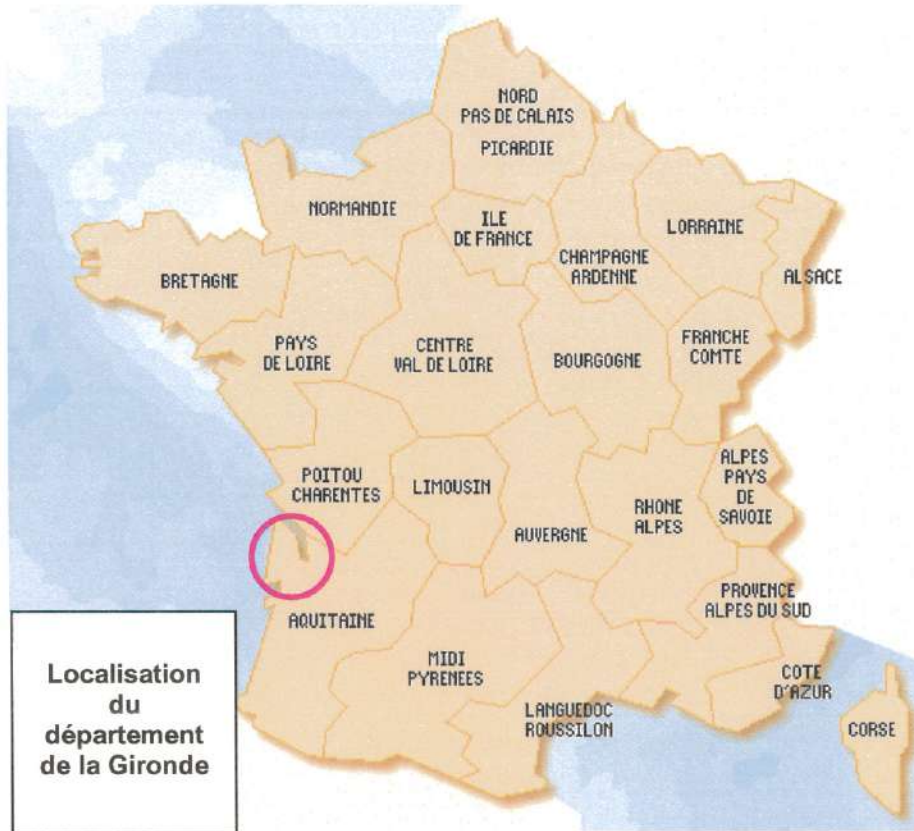 NORD
PAS DE CALAIS
PICARDIE
NORMANDIE
ILE
DE FRANCE
LORRAINE
CHAMPAGNE
ARDENNE
ALSACE
BRETAGNE
PAYS
DE LOIRE
CENTRE
VAL DE LOIRE
BOURGOGNE
FRANCHE
COMTE
POITOU
CHARENTES
LIMOUSIN
AUVERGNE
RHONE
ALPES
ALPES
PAYS
DE
SAVOIE
PROVENCE
ALPES DU SUD
AQUITAINE
MIDI
PYRENEES
LANGUEDOC
ROUSSILON
COTE
D'AZUR
CORSE
Localisation
du
département
de la Gironde